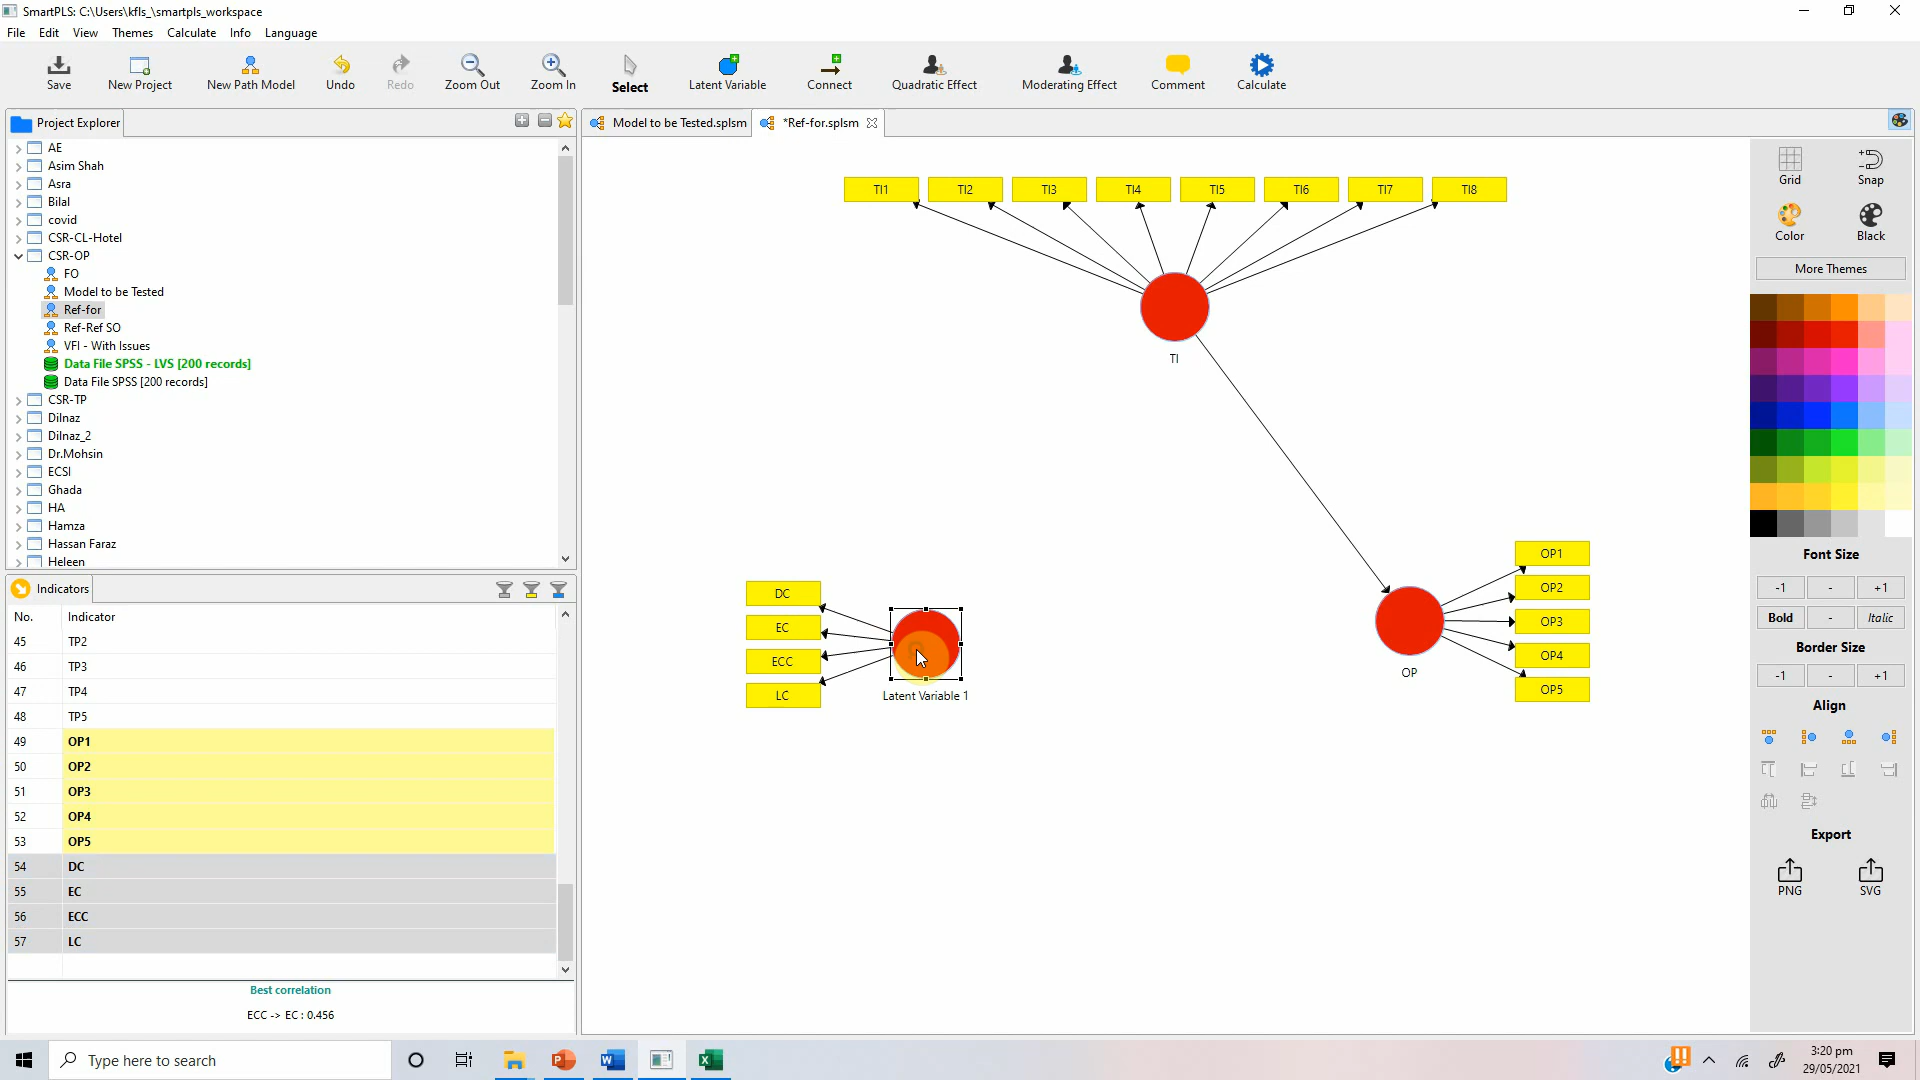 SmartPLS: C:\Users\kfls_\smartpls_workspace
File Edit View Themes Calculate Info Language
Save New Project New Path Model Undo Redo Zoom Out Zoom In Select Latent Variable Connect Quadratic Effect Moderating Effect Comment Calculate
Project Explorer
Model to be Tested.splsm
*Ref-for.splsm
AE
Asim Shah
Asra
Bilal
covid
CSR-CL-Hotel
CSR-OP
FO
Model to be Tested
Ref-for
Ref-Ref SO
VFI - With Issues
Data File SPSS - LVS [200 records]
Data File SPSS [200 records]
CSR-TP
Dilnaz
Dilnaz_2
Dr.Mohsin
ECSI
Ghada
HA
Hamza
Hassan Faraz
Heleen
Indicators
No. Indicator
45 TP2
46 TP3
47 TP4
48 TP5
49 OP1
50 OP2
51 OP3
52 OP4
53 OP5
54 DC
55 EC
56 ECC
57 LC
Best correlation
ECC -> EC : 0.456
TI1 TI2 TI3 TI4 TI5 TI6 TI7 TI8
TI
DC
EC
ECC
LC
Latent Variable 1
OP
OP1
OP2
OP3
OP4
OP5
Grid Snap
Color Black
More Themes
Font Size
-1 - +1
Bold - Italic
Border Size
-1 - +1
Align
Export
PNG SVG
Type here to search
3:20 pm
29/05/2021